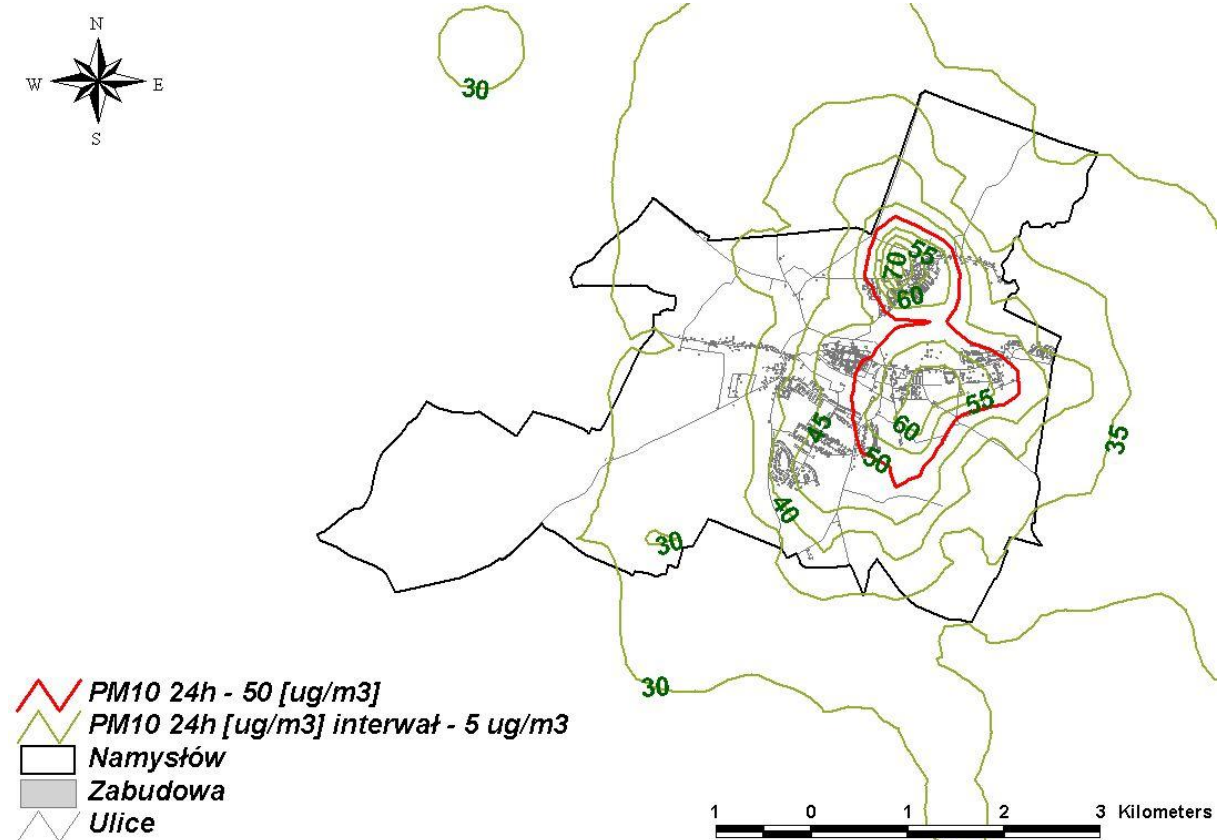 N
W E
S
30
55
70
60
55
60
45
50
35
40
30
30
PM10 24h - 50 [ug/m3]
PM10 24h [ug/m3] interwał - 5 ug/m3
Namysłów
Zabudowa
Ulice
1 0 1 2 3 Kilometers